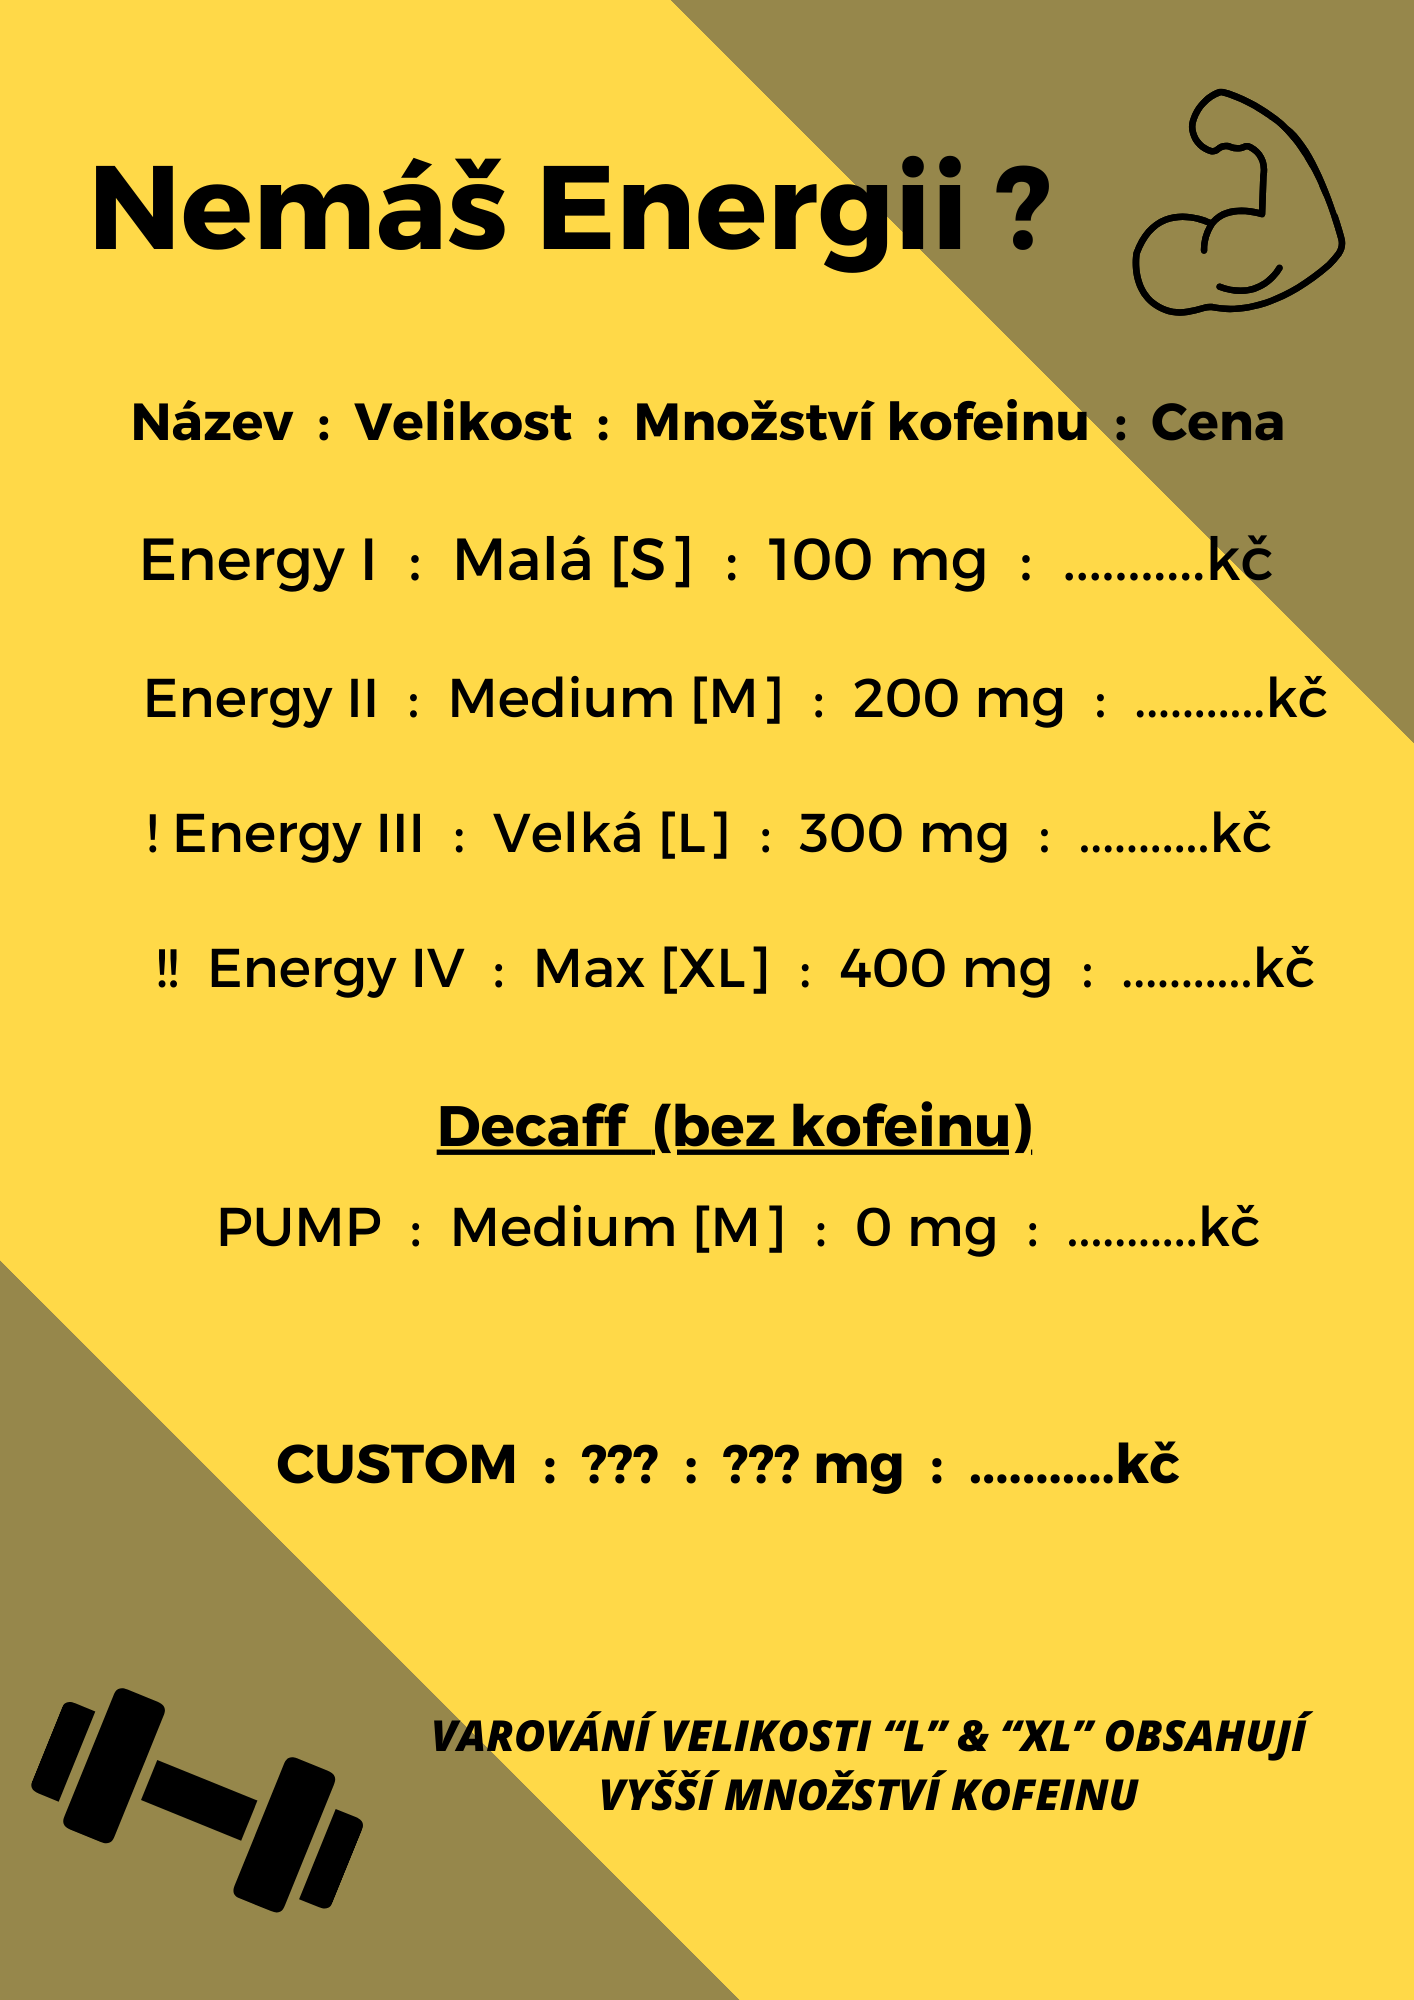 Nemáš Energii ?
Název : Velikost : Množství kofeinu : Cena
Energy I : Malá [S] : 100 mg : ...........kč
Energy II : Medium [M] : 200 mg : ...........kč
! Energy III : Velká [L] : 300 mg : ...........kč
!! Energy IV : Max [XL] : 400 mg : ...........kč
Decaff (bez kofeinu)
PUMP : Medium [M] : 0 mg : ...........kč
CUSTOM : ??? : ??? mg : ...........kč
VAROVÁNÍ VELIKOSTI “L” & “XL” OBSAHUJÍ
VYŠŠÍ MNOŽSTVÍ KOFEINU